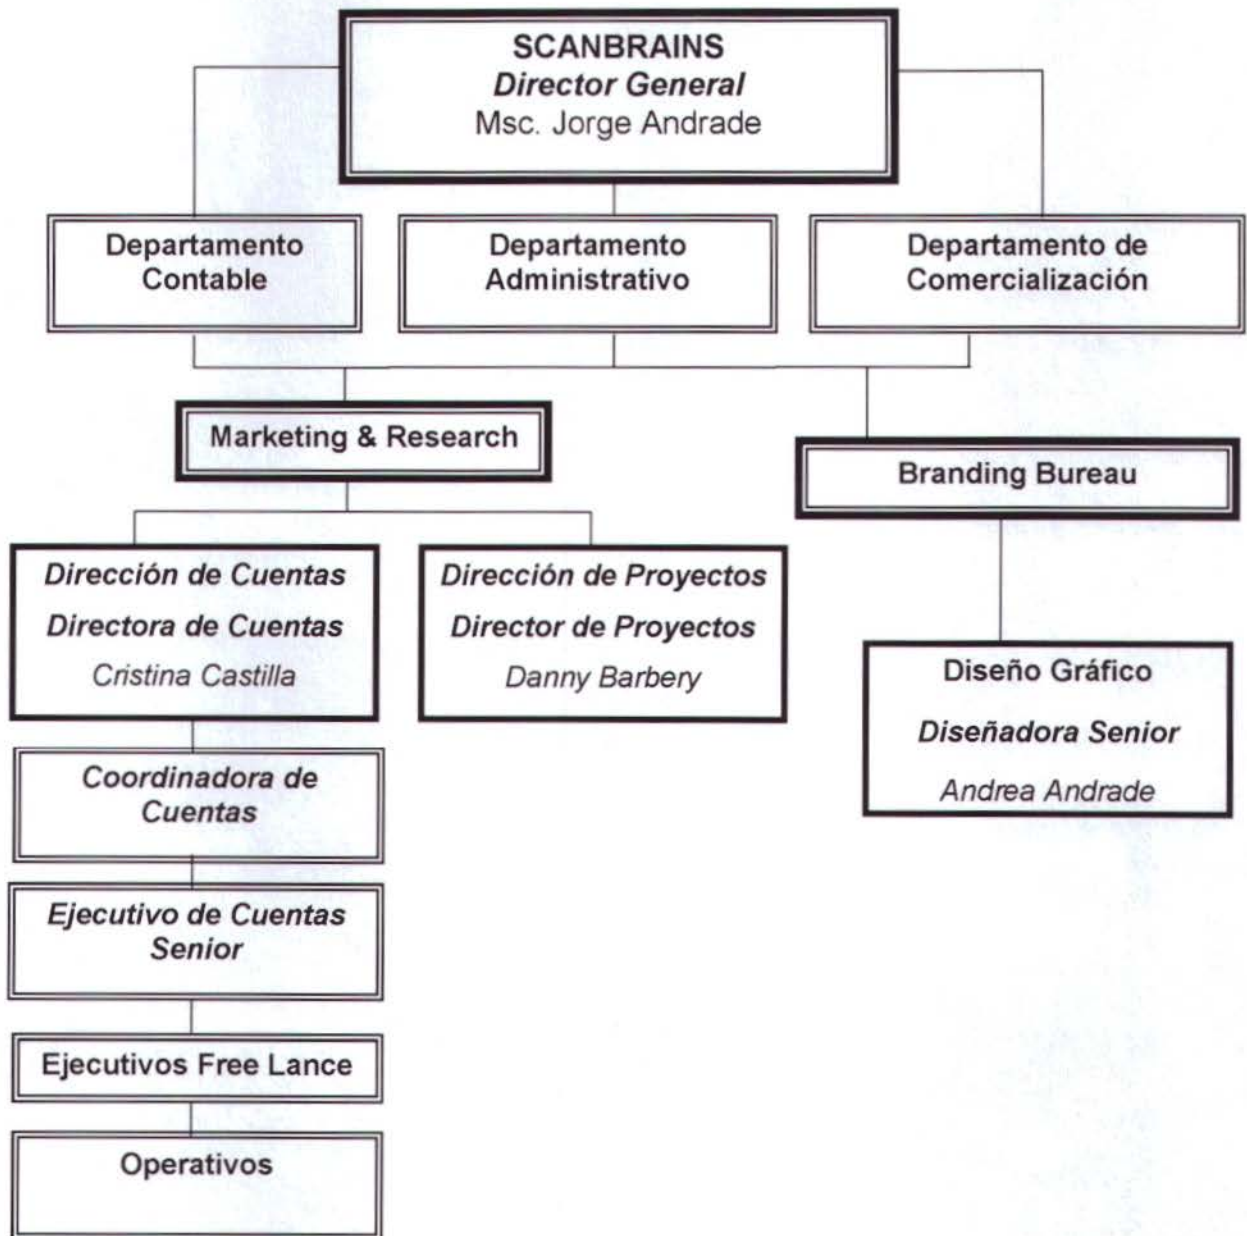 SCANBRAINS
Director General
Msc. Jorge Andrade
Departamento
Contable
Departamento
Administrativo
Departamento de
Comercialización
Marketing & Research
Branding Bureau
Dirección de Cuentas
Directora de Cuentas
Cristina Castilla
Dirección de Proyectos
Director de Proyectos
Danny Barbery
Diseño Gráfico
Diseñadora Senior
Andrea Andrade
Coordinadora de
Cuentas
Ejecutivo de Cuentas
Senior
Ejecutivos Free Lance
Operativos